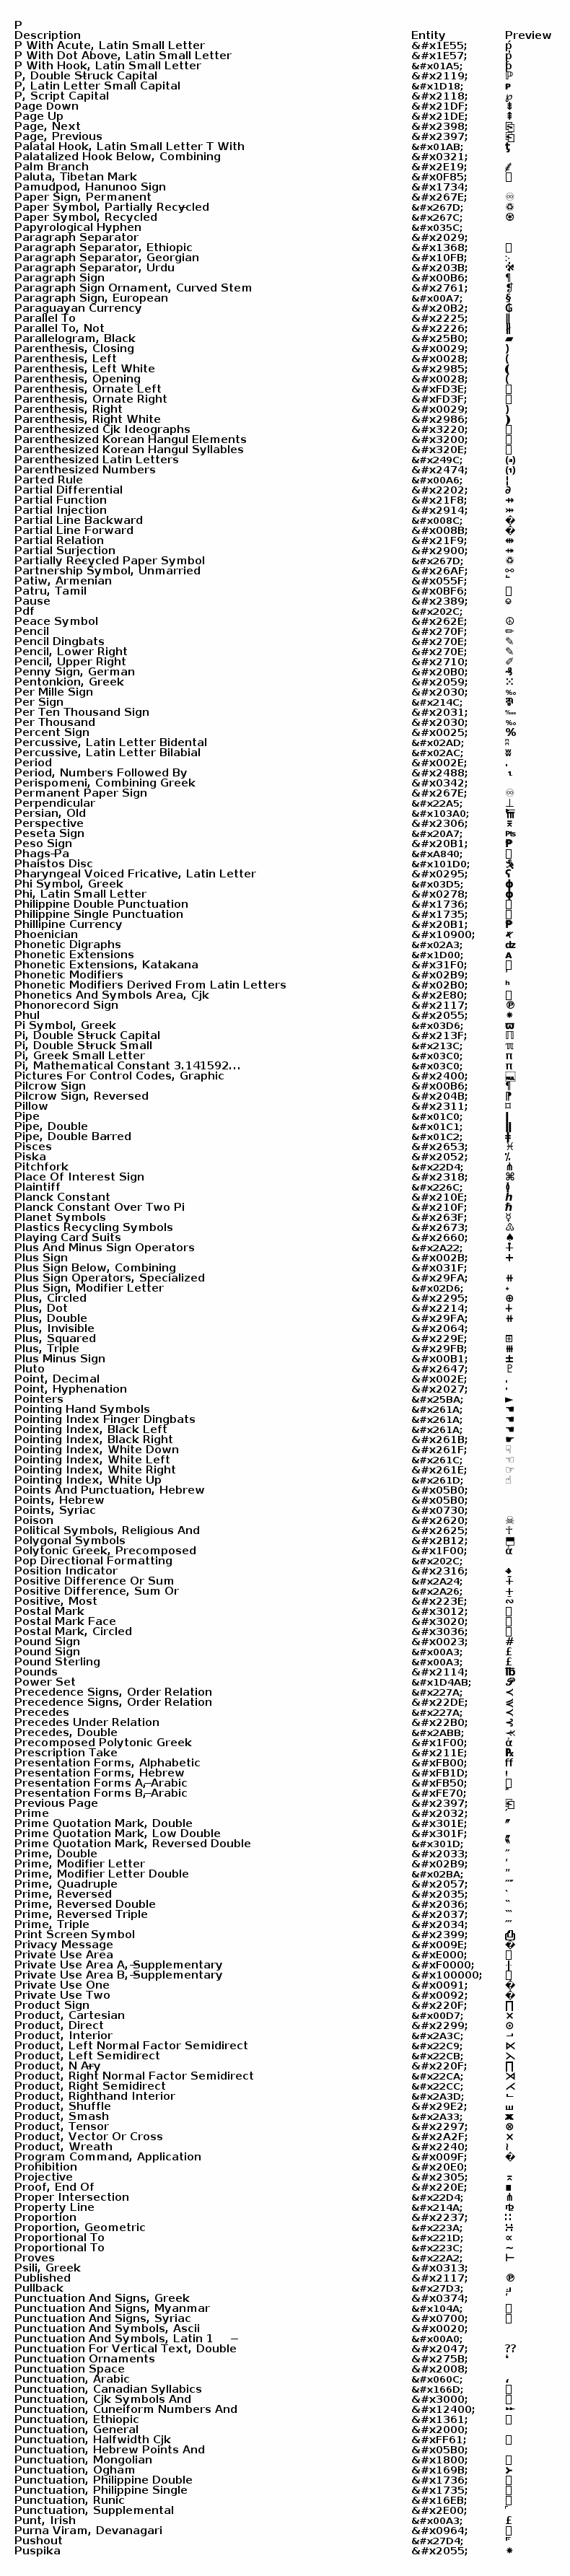 P
Description Entity Preview
P With Acute, Latin Small Letter &#x1E55; ṕ
P With Dot Above, Latin Small Letter &#x1E57; ṗ
P With Hook, Latin Small Letter &#x01A5; ƥ
P, Double Struck Capital &#x2119; ℙ
P, Latin Letter Small Capital &#x1D18; ᴘ
P, Script Capital &#x2118; ℘
Page Down &#x21DF; ⇟
Page Up &#x21DE; ⇞
Page, Next &#x2398; ⎘
Page, Previous &#x2397; ⎗
Palatal Hook, Latin Small Letter T With &#x01AB; ƫ
Palatalized Hook Below, Combining &#x0321;
Palm Branch &#x2E19; ⸙
Paluta, Tibetan Mark &#x0F85;
Pamudpod, Hanunoo Sign &#x1734;
Paper Sign, Permanent &#x267E; ♾
Paper Symbol, Partially Recycled &#x267D; ♽
Paper Symbol, Recycled &#x267C; ♼
Papyrological Hyphen &#x035C;
Paragraph Separator &#x2029;
Paragraph Separator, Ethiopic &#x1368;
Paragraph Separator, Georgian &#x10FB; ჻
Paragraph Separator, Urdu &#x203B; ※
Paragraph Sign &#x00B6; ¶
Paragraph Sign Ornament, Curved Stem &#x2761; ❡
Paragraph Sign, European &#x00A7; §
Paraguayan Currency &#x20B2; ₲
Parallel To &#x2225; ∥
Parallel To, Not &#x2226; ∦
Parallelogram, Black &#x25B0; ▰
Parenthesis, Closing &#x0029; )
Parenthesis, Left &#x0028; (
Parenthesis, Left White &#x2985; ⦅
Parenthesis, Opening &#x0028; (
Parenthesis, Ornate Left &#xFD3E;
Parenthesis, Ornate Right &#xFD3F;
Parenthesis, Right &#x0029; )
Parenthesis, Right White &#x2986; ⦆
Parenthesized Cjk Ideographs &#x3220;
Parenthesized Korean Hangul Elements &#x3200;
Parenthesized Korean Hangul Syllables &#x320E;
Parenthesized Latin Letters &#x249C; ⒜
Parenthesized Numbers &#x2474; ⑴
Parted Rule &#x00A6; ¦
Partial Differential &#x2202; ∂
Partial Function &#x21F8; ⇸
Partial Injection &#x2914; ⤔
Partial Line Backward &#x008C; �
Partial Line Forward &#x008B; �
Partial Relation &#x21F9; ⇹
Partial Surjection &#x2900; ⤀
Partially Recycled Paper Symbol &#x267D; ♽
Partnership Symbol, Unmarried &#x26AF; ⚯
Patiw, Armenian &#x055F; ՟
Patru, Tamil &#x0BF6;
Pause &#x2389; ⎉
Pdf &#x202C;
Peace Symbol &#x262E; ☮
Pencil &#x270F; ✏
Pencil Dingbats &#x270E; ✎
Pencil, Lower Right &#x270E; ✎
Pencil, Upper Right &#x2710; ✐
Penny Sign, German &#x20B0; ₰
Pentonkion, Greek &#x2059; ⁙
Per Mille Sign &#x2030; ‰
Per Sign &#x214C; ⅌
Per Ten Thousand Sign &#x2031; ‱
Per Thousand &#x2030; ‰
Percent Sign &#x0025; %
Percussive, Latin Letter Bidental &#x02AD; ʭ
Percussive, Latin Letter Bilabial &#x02AC; ʬ
Period &#x002E; .
Period, Numbers Followed By &#x2488; ⒈
Perispomeni, Combining Greek &#x0342;
Permanent Paper Sign &#x267E; ♾
Perpendicular &#x22A5; ⊥
Persian, Old &#x103A0; 𐎠
Perspective &#x2306; ⌆
Peseta Sign &#x20A7; ₧
Peso Sign &#x20B1; ₱
Phags-Pa &#xA840;
Phaistos Disc &#x101D0; 𐇐
Pharyngeal Voiced Fricative, Latin Letter &#x0295; ʕ
Phi Symbol, Greek &#x03D5; ϕ
Phi, Latin Small Letter &#x0278; ɸ
Philippine Double Punctuation &#x1736;
Philippine Single Punctuation &#x1735;
Phillipine Currency &#x20B1; ₱
Phoenician &#x10900; 𐤀
Phonetic Digraphs &#x02A3; ʣ
Phonetic Extensions &#x1D00; ᴀ
Phonetic Extensions, Katakana &#x31F0;
Phonetic Modifiers &#x02B9; ʹ
Phonetic Modifiers Derived From Latin Letters &#x02B0; ʰ
Phonetics And Symbols Area, Cjk &#x2E80;
Phonorecord Sign &#x2117; ℗
Phul &#x2055; ⁕
Pi Symbol, Greek &#x03D6; ϖ
Pi, Double Struck Capital &#x213F; ℿ
Pi, Double Struck Small &#x213C; ℼ
Pi, Greek Small Letter &#x03C0; π
Pi, Mathematical Constant 3.141592... &#x03C0; π
Pictures For Control Codes, Graphic &#x2400; ␀
Pilcrow Sign &#x00B6; ¶
Pilcrow Sign, Reversed &#x204B; ⁋
Pillow &#x2311; ⌑
Pipe &#x01C0; ǀ
Pipe, Double &#x01C1; ǁ
Pipe, Double Barred &#x01C2; ǂ
Pisces &#x2653; ♓
Piska &#x2052; ⁒
Pitchfork &#x22D4; ⋔
Place Of Interest Sign &#x2318; ⌘
Plaintiff &#x226C; ≬
Planck Constant &#x210E; ℎ
Planck Constant Over Two Pi &#x210F; ℏ
Planet Symbols &#x263F; ☿
Plastics Recycling Symbols &#x2673; ♳
Playing Card Suits &#x2660; ♠
Plus And Minus Sign Operators &#x2A22; ⨢
Plus Sign &#x002B; +
Plus Sign Below, Combining &#x031F;
Plus Sign Operators, Specialized &#x29FA; ⧺
Plus Sign, Modifier Letter &#x02D6; ˖
Plus, Circled &#x2295; ⊕
Plus, Dot &#x2214; ∔
Plus, Double &#x29FA; ⧺
Plus, Invisible &#x2064;
Plus, Squared &#x229E; ⊞
Plus, Triple &#x29FB; ⧻
Plus Minus Sign &#x00B1; ±
Pluto &#x2647; ♇
Point, Decimal &#x002E; .
Point, Hyphenation &#x2027; ‧
Pointers &#x25BA; ►
Pointing Hand Symbols &#x261A; ☚
Pointing Index Finger Dingbats &#x261A; ☚
Pointing Index, Black Left &#x261A; ☚
Pointing Index, Black Right &#x261B; ☛
Pointing Index, White Down &#x261F; ☟
Pointing Index, White Left &#x261C; ☜
Pointing Index, White Right &#x261E; ☞
Pointing Index, White Up &#x261D; ☝
Points And Punctuation, Hebrew &#x05B0;
Points, Hebrew &#x05B0;
Points, Syriac &#x0730;
Poison &#x2620; ☠
Political Symbols, Religious And &#x2625; ☥
Polygonal Symbols &#x2B12; ⬒
Polytonic Greek, Precomposed &#x1F00; ἀ
Pop Directional Formatting &#x202C;
Position Indicator &#x2316; ⌖
Positive Difference Or Sum &#x2A24; ⨤
Positive Difference, Sum Or &#x2A26; ⨦
Positive, Most &#x223E; ∾
Postal Mark &#x3012;
Postal Mark Face &#x3020;
Postal Mark, Circled &#x3036;
Pound Sign &#x0023; #
Pound Sign &#x00A3; £
Pound Sterling &#x00A3; £
Pounds &#x2114; ℔
Power Set &#x1D4AB; 𝒫
Precedence Signs, Order Relation &#x227A; ≺
Precedence Signs, Order Relation &#x22DE; ⋞
Precedes &#x227A; ≺
Precedes Under Relation &#x22B0; ⊰
Precedes, Double &#x2ABB; ⪻
Precomposed Polytonic Greek &#x1F00; ἀ
Prescription Take &#x211E; ℞
Presentation Forms, Alphabetic &#xFB00; ﬀ
Presentation Forms, Hebrew &#xFB1D; יִ
Presentation Forms A,-Arabic &#xFB50;
Presentation Forms B,-Arabic &#xFE70; ﹰ
Previous Page &#x2397; ⎗
Prime &#x2032; ′
Prime Quotation Mark, Double &#x301E; 〞
Prime Quotation Mark, Low Double &#x301F; 〟
Prime Quotation Mark, Reversed Double &#x301D; 〝
Prime, Double &#x2033; ″
Prime, Modifier Letter &#x02B9; ʹ
Prime, Modifier Letter Double &#x02BA; ʺ
Prime, Quadruple &#x2057; ⁗
Prime, Reversed &#x2035; ‵
Prime, Reversed Double &#x2036; ‶
Prime, Reversed Triple &#x2037; ‷
Prime, Triple &#x2034; ‴
Print Screen Symbol &#x2399; ⎙
Privacy Message &#x009E; �
Private Use Area &#xE000;
Private Use Area A,-Supplementary &#xF0000;
Private Use Area B,-Supplementary &#x100000;
Private Use One &#x0091; �
Private Use Two &#x0092; �
Product Sign &#x220F; ∏
Product, Cartesian &#x00D7; ×
Product, Direct &#x2299; ⊙
Product, Interior &#x2A3C; ⨼
Product, Left Normal Factor Semidirect &#x22C9; ⋉
Product, Left Semidirect &#x22CB; ⋋
Product, N Ary &#x220F; ∏
Product, Right Normal Factor Semidirect &#x22CA; ⋊
Product, Right Semidirect &#x22CC; ⋌
Product, Righthand Interior &#x2A3D; ⨽
Product, Shuffle &#x29E2; ⧢
Product, Smash &#x2A33; ⨳
Product, Tensor &#x2297; ⊗
Product, Vector Or Cross &#x2A2F; ⨯
Product, Wreath &#x2240; ≀
Program Command, Application &#x009F; �
Prohibition &#x20E0;
Projective &#x2305; ⌅
Proof, End Of &#x220E; ∎
Proper Intersection &#x22D4; ⋔
Property Line &#x214A; ⅊
Proportion &#x2237; ∷
Proportion, Geometric &#x223A; ∺
Proportional To &#x221D; ∝
Proportional To &#x223C; ∼
Proves &#x22A2; ⊢
Psili, Greek &#x0313;
Published &#x2117; ℗
Pullback &#x27D3; ⟓
Punctuation And Signs, Greek &#x0374; ʹ
Punctuation And Signs, Myanmar &#x104A;
Punctuation And Signs, Syriac &#x0700;
Punctuation And Symbols, Ascii &#x0020;
Punctuation And Symbols, Latin 1 - &#x00A0;
Punctuation For Vertical Text, Double &#x2047; ⁇
Punctuation Ornaments &#x275B; ❛
Punctuation Space &#x2008;
Punctuation, Arabic &#x060C; ،
Punctuation, Canadian Syllabics &#x166D;
Punctuation, Cjk Symbols And &#x3000;
Punctuation, Cuneiform Numbers And &#x12400; 𒐀
Punctuation, Ethiopic &#x1361;
Punctuation, General &#x2000;
Punctuation, Halfwidth Cjk &#xFF61;
Punctuation, Hebrew Points And &#x05B0;
Punctuation, Mongolian &#x1800;
Punctuation, Ogham &#x169B; ᚛
Punctuation, Philippine Double &#x1736;
Punctuation, Philippine Single &#x1735;
Punctuation, Runic &#x16EB;
Punctuation, Supplemental &#x2E00; ⸀
Punt, Irish &#x00A3; £
Purna Viram, Devanagari &#x0964;
Pushout &#x27D4; ⟔
Puspika &#x2055; ⁕